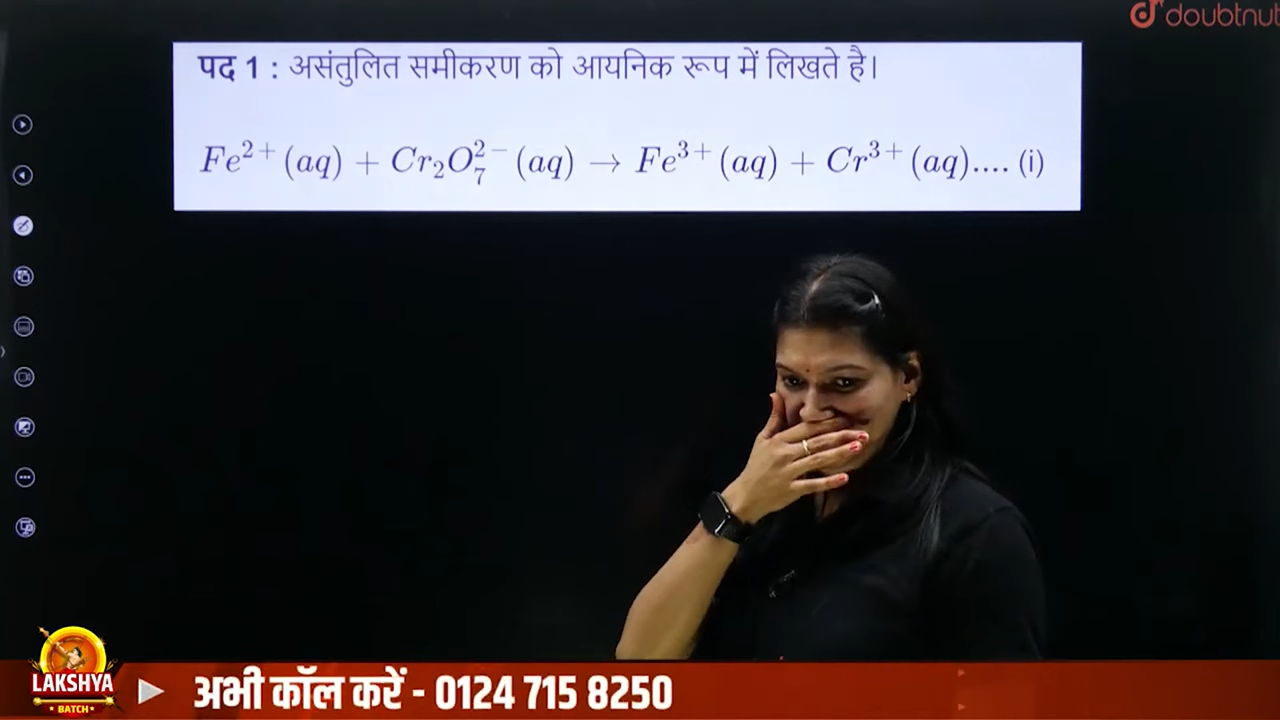 doubtnut
पद 1 : असंतुलित समीकरण को आयनिक रूप में लिखते है।
Fe²⁺(aq) + Cr₂O₇²⁻(aq) → Fe³⁺(aq) + Cr³⁺(aq).... (i)
LAKSHYA
BATCH
अभी कॉल करें - 0124 715 8250